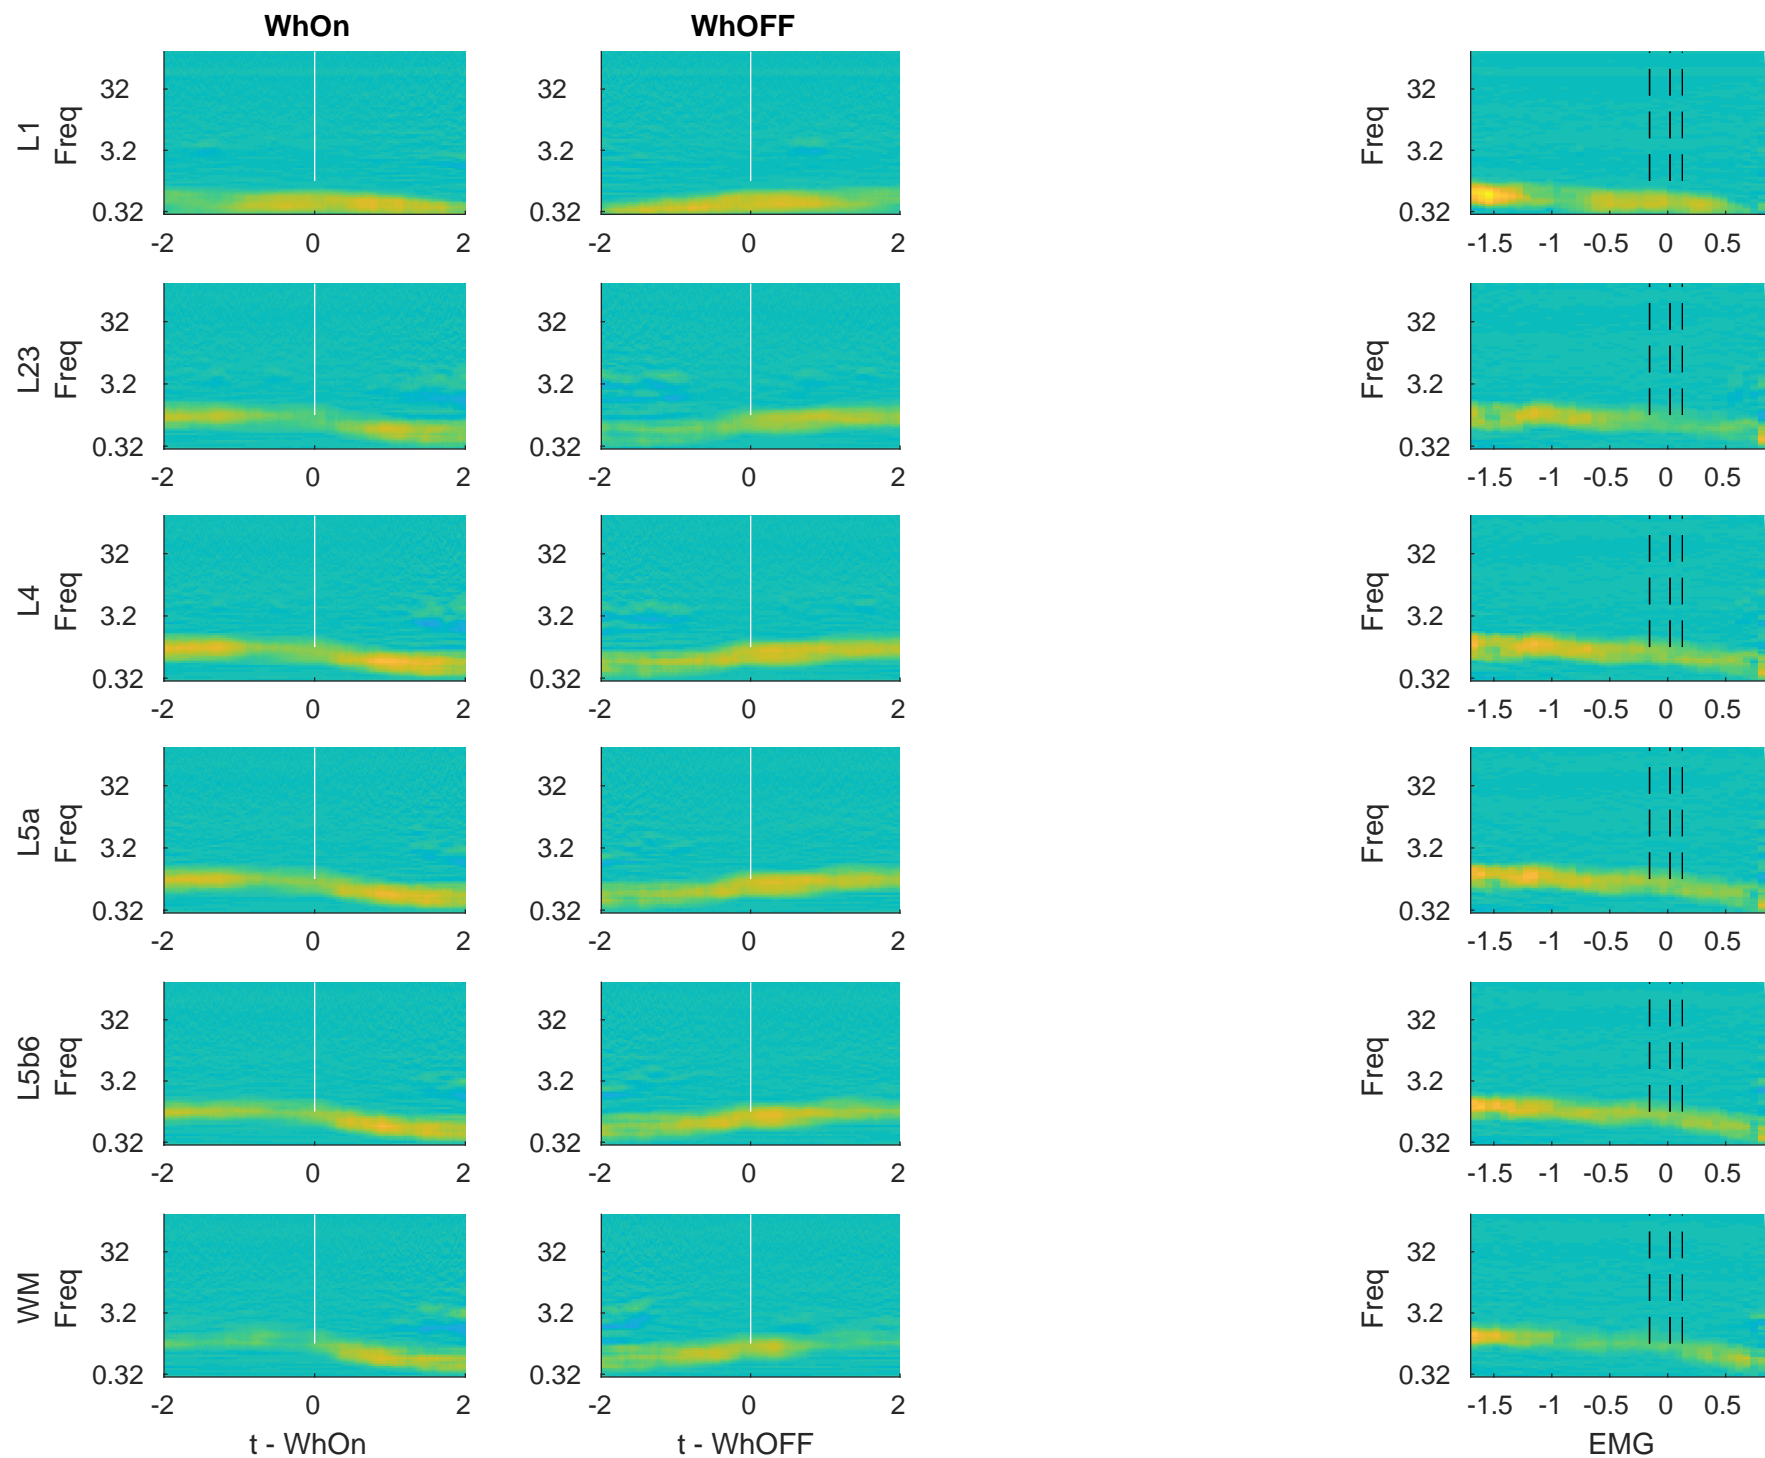 WhOn WhOFF
L1 Freq 32 3.2 0.32 32 3.2 0.32 Freq 32 3.2 0.32
-2 0 2 -2 0 2 -1.5 -1 -0.5 0 0.5
L23 Freq 32 3.2 0.32 32 3.2 0.32 Freq 32 3.2 0.32
-2 0 2 -2 0 2 -1.5 -1 -0.5 0 0.5
L4 Freq 32 3.2 0.32 32 3.2 0.32 Freq 32 3.2 0.32
-2 0 2 -2 0 2 -1.5 -1 -0.5 0 0.5
L5a Freq 32 3.2 0.32 32 3.2 0.32 Freq 32 3.2 0.32
-2 0 2 -2 0 2 -1.5 -1 -0.5 0 0.5
L5b6 Freq 32 3.2 0.32 32 3.2 0.32 Freq 32 3.2 0.32
-2 0 2 -2 0 2 -1.5 -1 -0.5 0 0.5
WM Freq 32 3.2 0.32 32 3.2 0.32 Freq 32 3.2 0.32
-2 0 2 -2 0 2 -1.5 -1 -0.5 0 0.5
t - WhOn t - WhOFF EMG